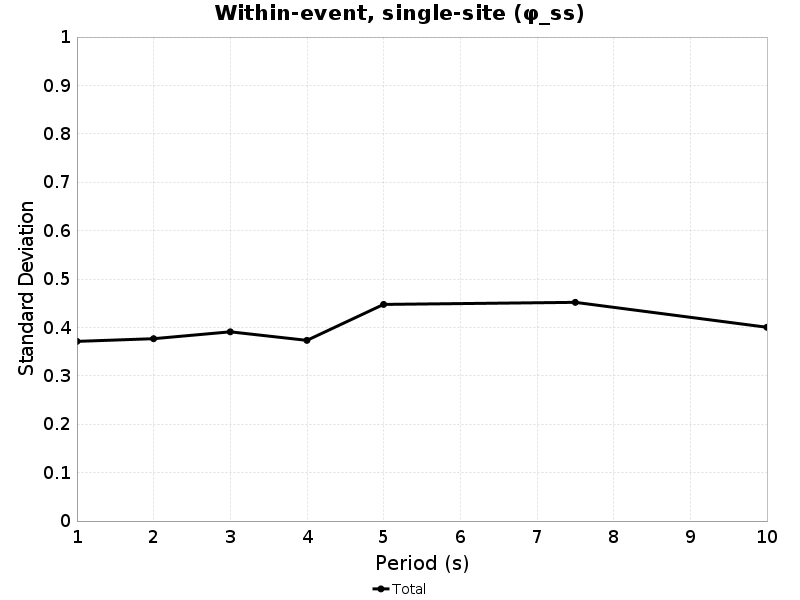 Within-event, single-site (φ_ss)
1
0.9
0.8
0.7
0.6
0.5
0.4
0.3
0.2
0.1
0
Standard Deviation
1 2 3 4 5 6 7 8 9 10
Period (s)
Total